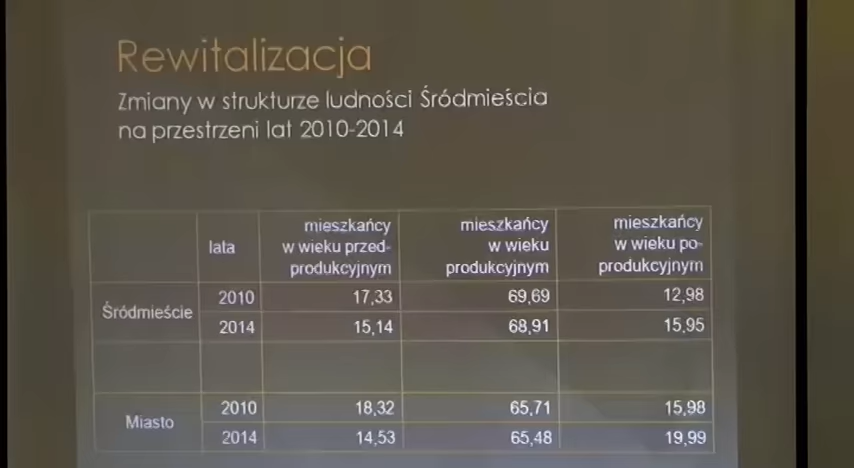 Rewitalizacja
Zmiany w strukturze ludności Śródmieścia
na przestrzeni lat 2010-2014
lata
mieszkańcy
w wieku przed-
produkcyjnym
mieszkańcy
w wieku
produkcyjnym
mieszkańcy
w wieku po-
produkcyjnym
Śródmieście
2010 17,33 69,69 12,98
2014 15,14 68,91 15,95
Miasto
2010 18,32 65,71 15,98
2014 14,53 65,48 19,99